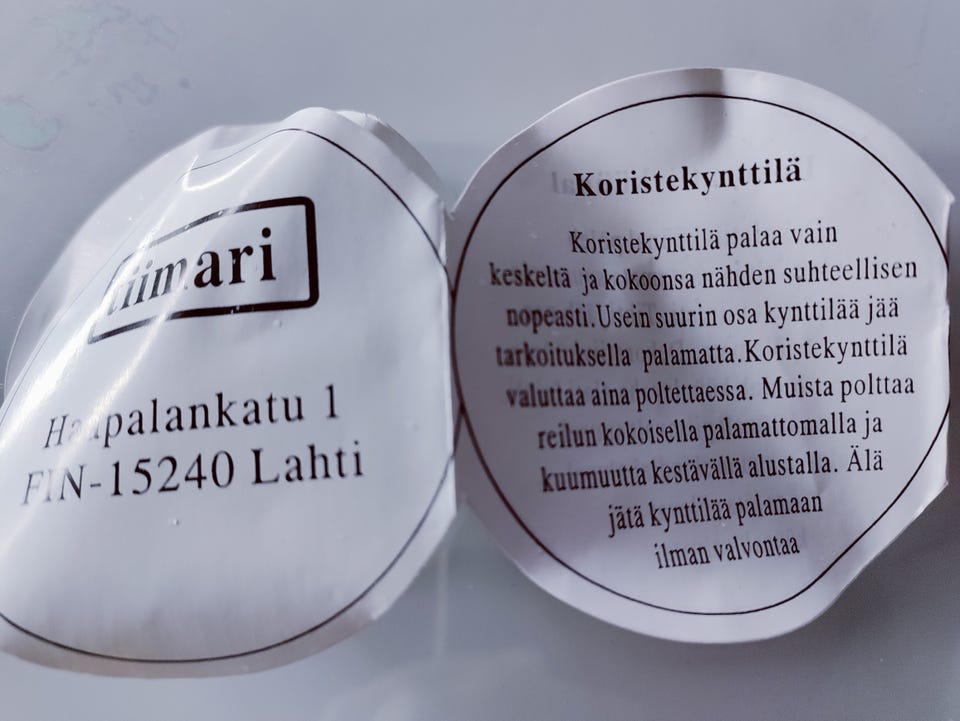 tiimari
Haapalankatu 1
FIN-15240 Lahti
Koristekynttilä
Koristekynttilä palaa vain
keskeltä ja kokoonsa nähden suhteellisen
nopeasti.Usein suurin osa kynttilää jää
tarkoituksella palamatta.Koristekynttilä
valuttaa aina poltettaessa. Muista polttaa
reilun kokoisella palamattomalla ja
kuumuutta kestävällä alustalla. Älä
jätä kynttilää palamaan
ilman valvontaa